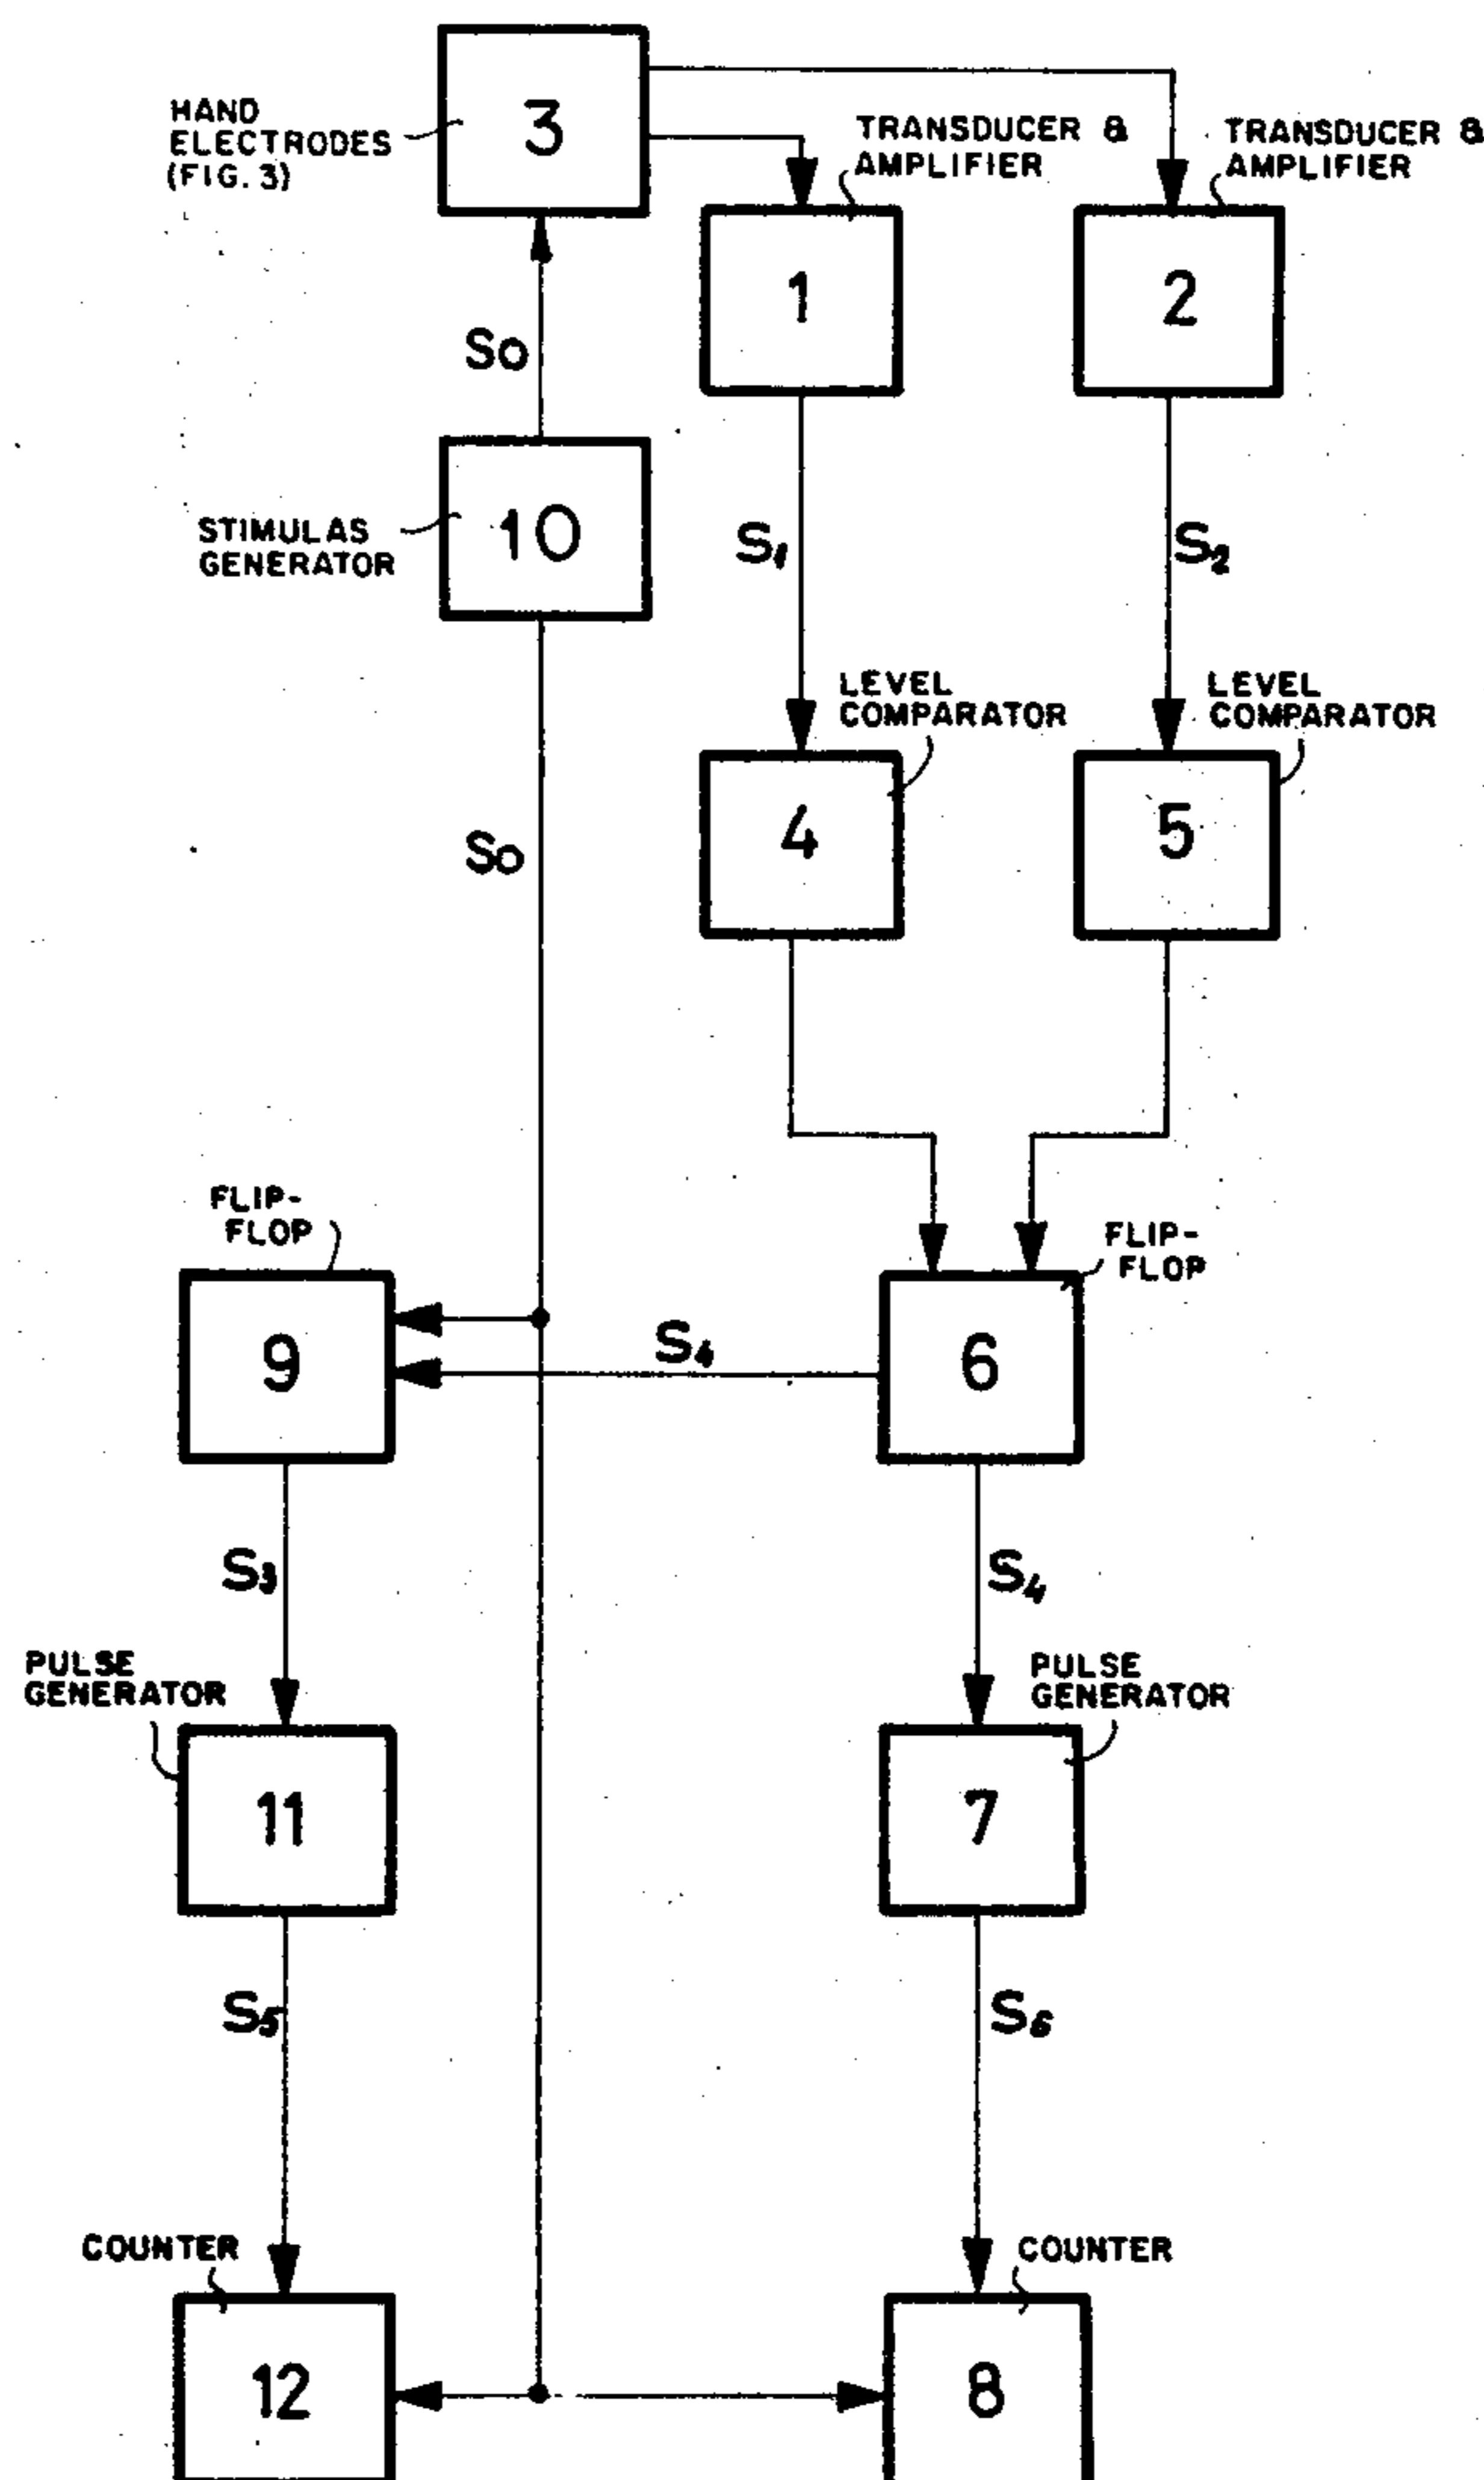 3
HAND
ELECTRODES
(FIG. 3)
TRANSDUCER &
AMPLIFIER
TRANSDUCER &
AMPLIFIER
1
2
So
10
STIMULAS
GENERATOR
S1
S2
LEVEL
COMPARATOR
LEVEL
COMPARATOR
4
5
So
FLIP-
FLOP
FLIP-
FLOP
9
S4
6
S3
S4
PULSE
GENERATOR
PULSE
GENERATOR
11
7
S5
S6
COUNTER
COUNTER
12
8